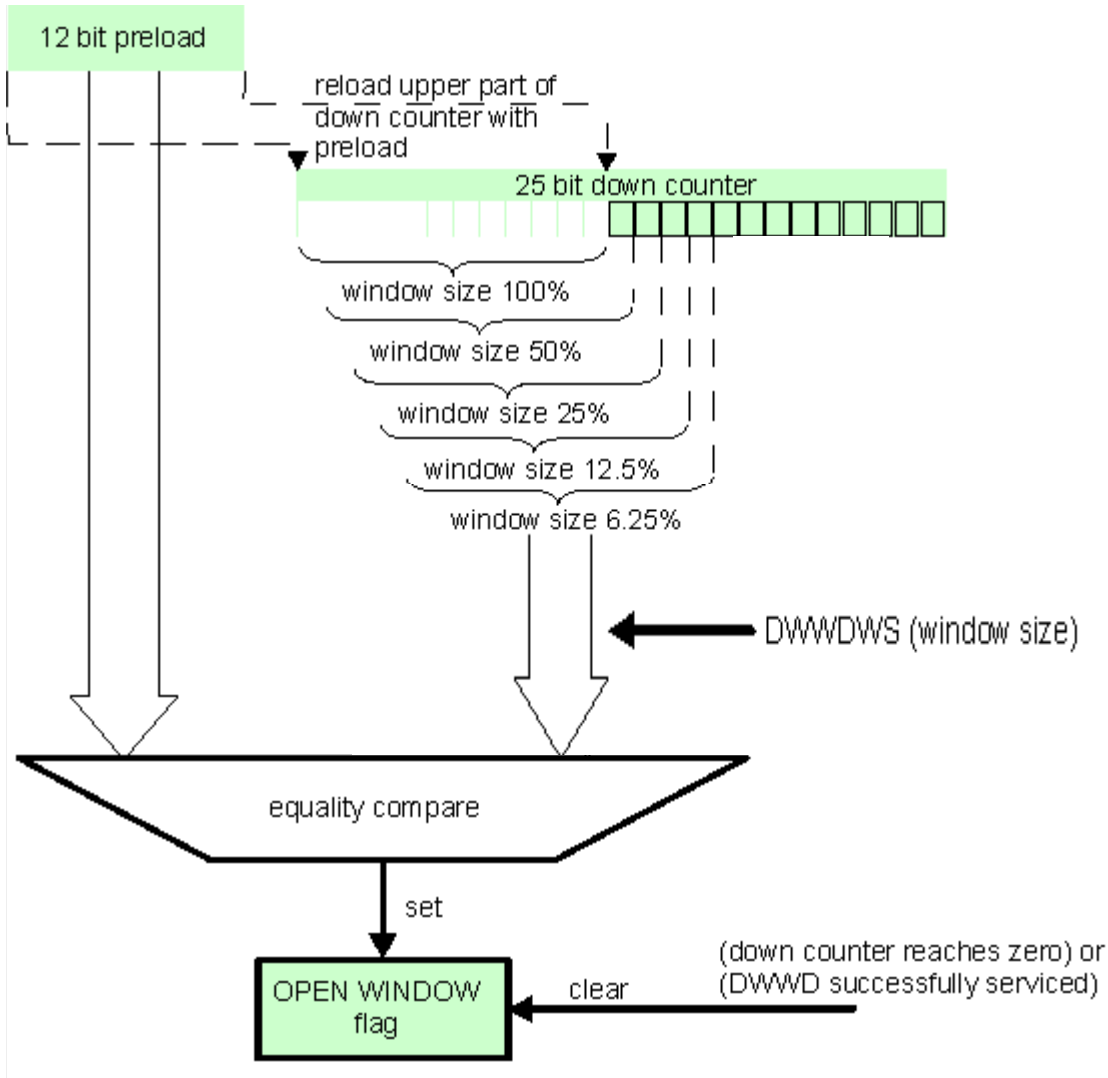 12 bit preload
reload upper part of
down counter with
preload
25 bit down counter
window size 100%
window size 50%
window size 25%
window size 12.5%
window size 6.25%
DWWDWS (window size)
equality compare
set
OPEN WINDOW
flag
clear
(down counter reaches zero) or
(DWWD successfully serviced)